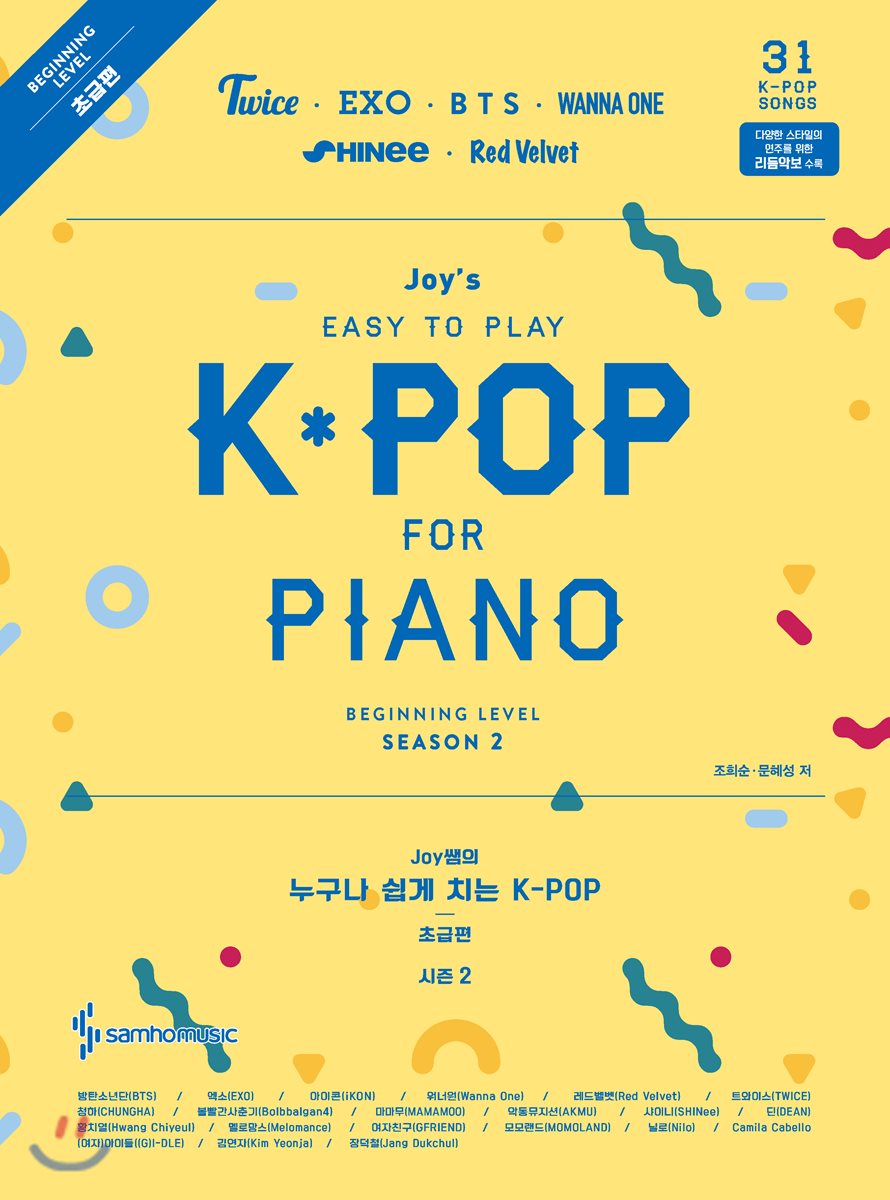 BEGINNING
LEVEL
초급편
Twice · EXO · BTS · WANNA ONE
SHINee · Red Velvet
31
K-POP
SONGS
다양한 스타일의
연주를 위한
리듬악보 수록
Joy's
EASY TO PLAY
K*POP
FOR
PIANO
BEGINNING LEVEL
SEASON 2
조희순·문혜성 저
Joy쌤의
누구나 쉽게 치는 K-POP
초급편
시즌 2
samhomusic
방탄소년단(BTS) / 엑소(EXO) / 아이콘(iKON) / 워너원(Wanna One) / 레드벨벳(Red Velvet) / 트와이스(TWICE)
청하(CHUNGHA) / 볼빨간사춘기(Bolbbalgan4) / 마마무(MAMAMOO) / 악동뮤지션(AKMU) / 샤이니(SHINee) / 딘(DEAN)
황치열(Hwang Chiyeul) / 멜로망스(Melomance) / 여자친구(GFRIEND) / 모모랜드(MOMOLAND) / 닐로(Nilo) / Camila Cabello
(여자)아이들((G)I-DLE) / 김연자(Kim Yeonja) / 장덕철(Jang Dukchul)